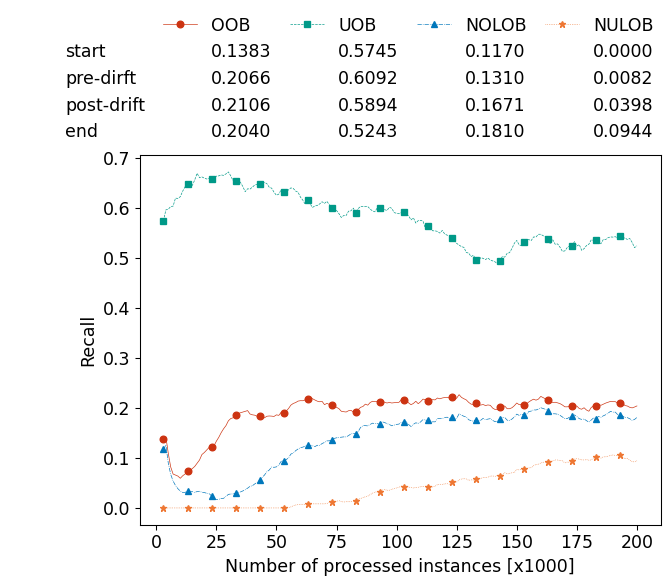 OOB UOB NOLOB NULOB
start 0.1383 0.5745 0.1170 0.0000
pre-dirft 0.2066 0.6092 0.1310 0.0082
post-drift 0.2106 0.5894 0.1671 0.0398
end 0.2040 0.5243 0.1810 0.0944
0.7
0.6
0.5
0.4
0.3
0.2
0.1
0.0
Recall
0 25 50 75 100 125 150 175 200
Number of processed instances [x1000]